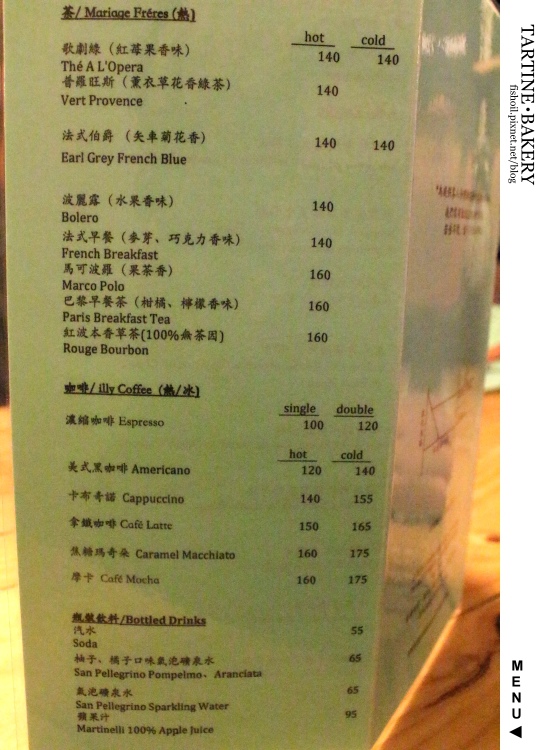 茶/ Mariage Fréres (熱)
hot cold
歌劇綠（紅莓果香味） 140 140
Thé A L'Opera
普羅旺斯（薰衣草花香綠茶） 140
Vert Provence
法式伯爵（矢車菊花香） 140 140
Earl Grey French Blue
波麗露（水果香味） 140
Bolero
法式早餐（麥芽、巧克力香味） 140
French Breakfast
馬可波羅（果茶香） 160
Marco Polo
巴黎早餐茶（柑橘、檸檬香味） 160
Paris Breakfast Tea
紅波本香草茶(100%無茶因) 160
Rouge Bourbon
咖啡/ illy Coffee (熱/冰)
single double
濃縮咖啡 Espresso 100 120
hot cold
美式黑咖啡 Americano 120 140
卡布奇諾 Cappuccino 140 155
拿鐵咖啡 Café Latte 150 165
焦糖瑪奇朵 Caramel Macchiato 160 175
摩卡 Café Mocha 160 175
瓶裝飲料/Bottled Drinks
汽水 55
Soda
柚子、橘子口味氣泡礦泉水 65
San Pellegrino Pompelmo、Aranciata
氣泡礦泉水 65
San Pellegrino Sparkling Water
蘋果汁 95
Martinelli 100% Apple Juice
TARTINE•BAKERY
fishoil.pixnet.net/blog
MENU◀